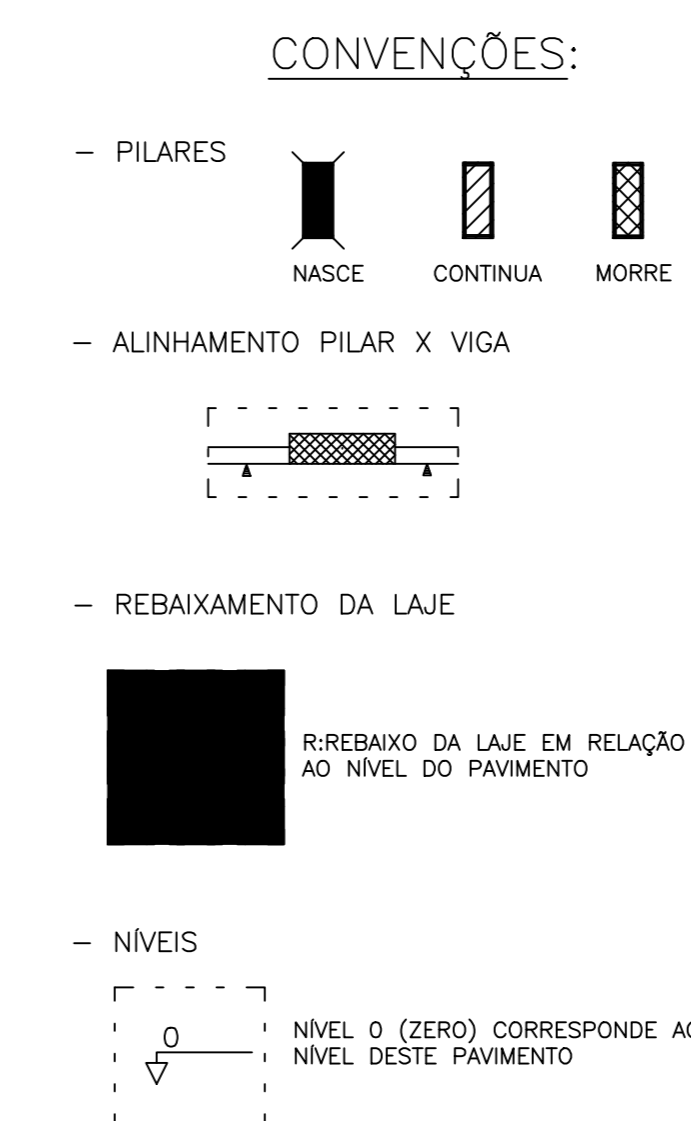 CONVENÇÕES:
- PILARES
NASCE CONTINUA MORRE
- ALINHAMENTO PILAR X VIGA
- REBAIXAMENTO DA LAJE
R:REBAIXO DA LAJE EM RELAÇÃO
AO NÍVEL DO PAVIMENTO
- NÍVEIS
0
NÍVEL 0 (ZERO) CORRESPONDE AO
NÍVEL DESTE PAVIMENTO